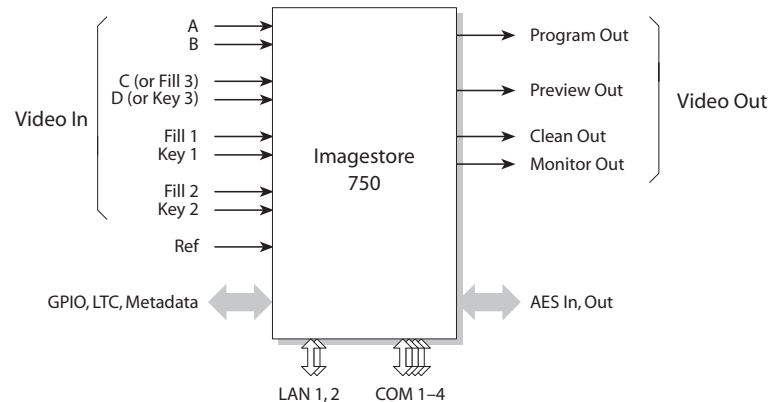 A
B
C (or Fill 3)
D (or Key 3)
Video In
Fill 1
Key 1
Fill 2
Key 2
Ref
GPIO, LTC, Metadata
Imagestore
750
Program Out
Preview Out
Video Out
Clean Out
Monitor Out
AES In, Out
LAN 1, 2
COM 1–4